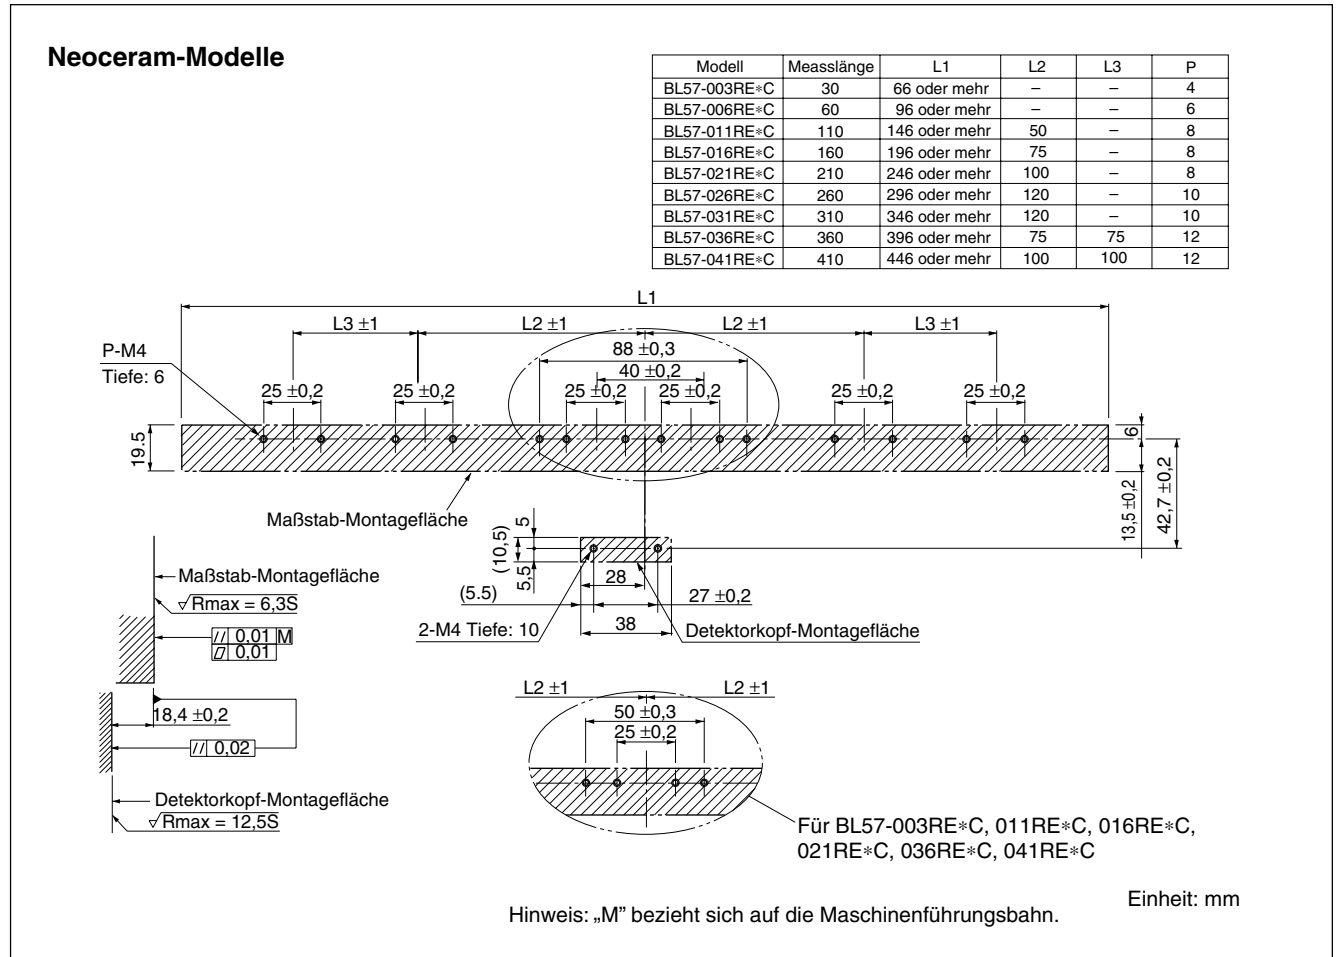 Neoceram-Modelle
Modell Measslänge L1 L2 L3 P
BL57-003RE*C 30 66 oder mehr – – 4
BL57-006RE*C 60 96 oder mehr – – 6
BL57-011RE*C 110 146 oder mehr 50 – 8
BL57-016RE*C 160 196 oder mehr 75 – 8
BL57-021RE*C 210 246 oder mehr 100 – 8
BL57-026RE*C 260 296 oder mehr 120 – 10
BL57-031RE*C 310 346 oder mehr 120 – 10
BL57-036RE*C 360 396 oder mehr 75 75 12
BL57-041RE*C 410 446 oder mehr 100 100 12
L1
L3 ±1 L2 ±1 L2 ±1 L3 ±1
P-M4
Tiefe: 6
88 ±0,3
40 ±0,2
25 ±0,2 25 ±0,2 25 ±0,2 25 ±0,2 25 ±0,2 25 ±0,2
19.5
6
13,5 ±0,2
42,7 ±0,2
Maßstab-Montagefläche
(10,5)
5
5,5
28
(5.5)
27 ±0,2
38
2-M4 Tiefe: 10
Detektorkopf-Montagefläche
Maßstab-Montagefläche
Rmax = 6,3S
// 0,01 M
▱ 0,01
18,4 ±0,2
// 0,02
Detektorkopf-Montagefläche
Rmax = 12,5S
L2 ±1 L2 ±1
50 ±0,3
25 ±0,2
Für BL57-003RE*C, 011RE*C, 016RE*C,
021RE*C, 036RE*C, 041RE*C
Einheit: mm
Hinweis: „M” bezieht sich auf die Maschinenführungsbahn.